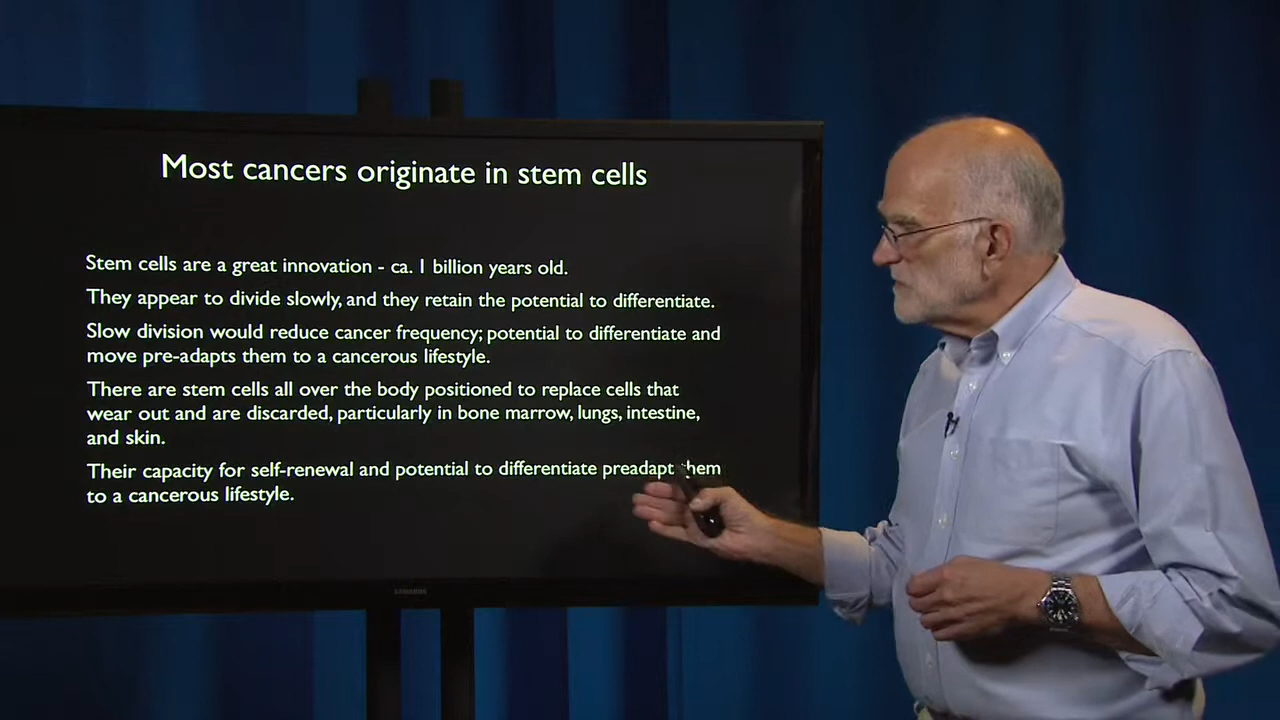 Most cancers originate in stem cells
Stem cells are a great innovation - ca. 1 billion years old.
They appear to divide slowly, and they retain the potential to differentiate.
Slow division would reduce cancer frequency; potential to differentiate and
move pre-adapts them to a cancerous lifestyle.
There are stem cells all over the body positioned to replace cells that
wear out and are discarded, particularly in bone marrow, lungs, intestine,
and skin.
Their capacity for self-renewal and potential to differentiate preadapt them
to a cancerous lifestyle.
SAMSUNG